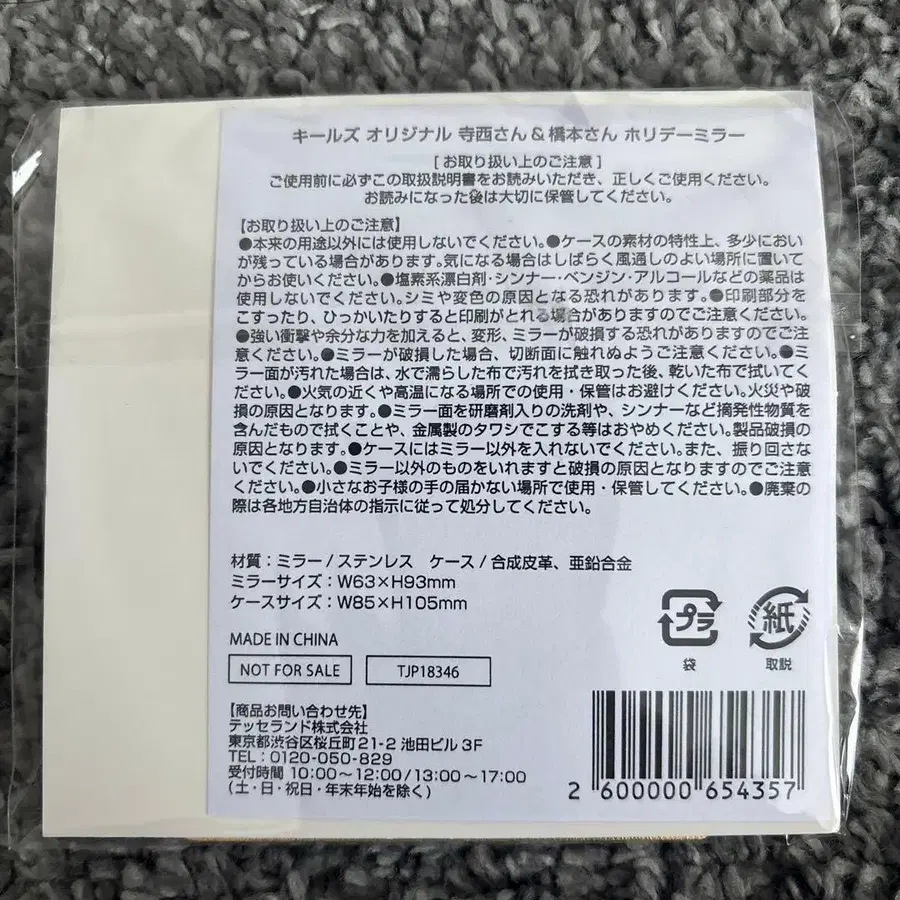 キールズ オリジナル 寺西さん＆橋本さん ホリデーミラー
[ お取り扱い上のご注意 ]
ご使用前に必ずこの取扱説明書をお読みいただき、正しくご使用ください。
お読みになった後は大切に保管してください。
【お取り扱い上のご注意】
●本来の用途以外には使用しないでください。●ケースの素材の特性上、多少におい
が残っている場合があります。気になる場合はしばらく風通しのよい場所に置いて
からお使いください。●塩素系漂白剤・シンナー・ベンジン・アルコールなどの薬品は
使用しないでください。シミや変色の原因となる恐れがあります。●印刷部分を
こすったり、ひっかいたりすると印刷がとれる場合がありますのでご注意ください。
●強い衝撃や余分な力を加えると、変形、ミラーが破損する恐れがありますのでご注
意ください。●ミラーが破損した場合、切断面に触れぬようご注意ください。●ミ
ラー面が汚れた場合は、水で濡らした布で汚れを拭き取った後、乾いた布で拭いてく
ださい。●火気の近くや高温になる場所での使用・保管はお避けください。火災や破
損の原因となります。●ミラー面を研磨剤入りの洗剤や、シンナーなど摘発性物質を
含んだもので拭くことや、金属製のタワシでこする等はおやめください。製品破損の
原因となります。●ケースにはミラー以外を入れないでください。また、振り回さな
いでください。●ミラー以外のものをいれますと破損の原因となりますのでご注意
ください。●小さなお子様の手の届かない場所で使用・保管してください。●廃棄の
際は各地方自治体の指示に従って処分してください。
材質：ミラー/ステンレス ケース/合成皮革、亜鉛合金
ミラーサイズ：W63×H93mm
ケースサイズ：W85×H105mm
プラ 紙
袋 取説
MADE IN CHINA
NOT FOR SALE TJP18346
【商品お問い合わせ先】
テッセランド株式会社
東京都渋谷区桜丘町21-2 池田ビル 3F
TEL：0120-050-829
受付時間 10:00～12:00/13:00～17:00
(土・日・祝日・年末年始を除く)
2 600000 654357